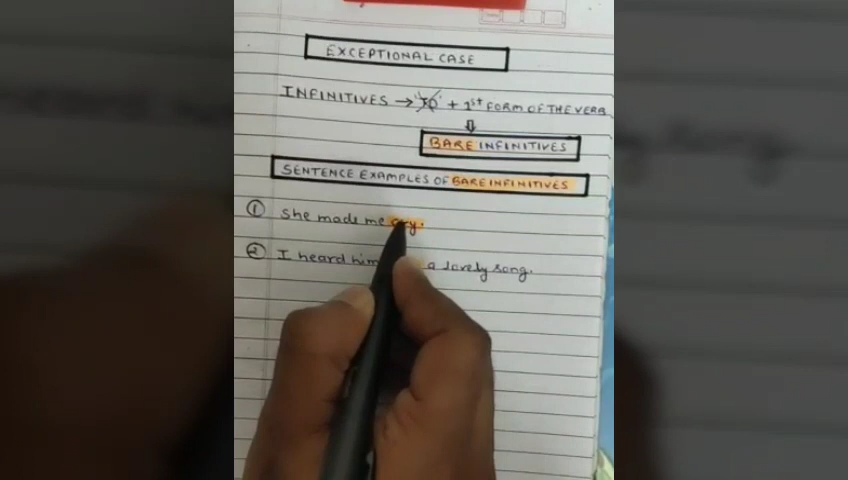 EXCEPTIONAL CASE
INFINITIVES → TO + 1st FORM OF THE VERB
BARE INFINITIVES
SENTENCE EXAMPLES OF BARE INFINITIVES
① She made me cry.
② I heard him a lovely song.